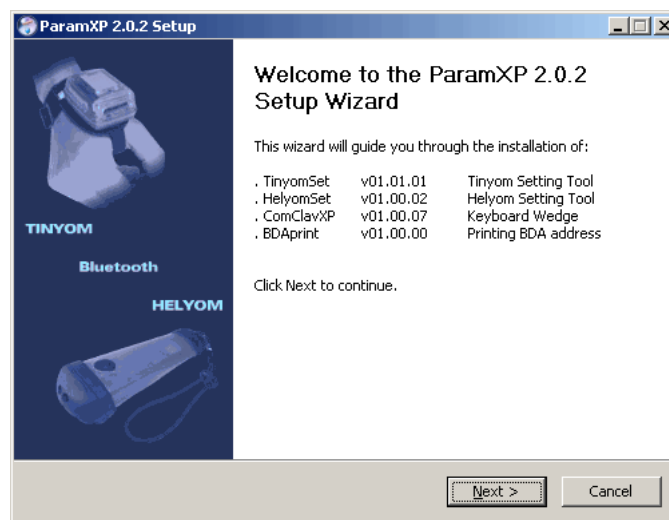 ParamXP 2.0.2 Setup
TINYOM
Bluetooth
HELYOM
Welcome to the ParamXP 2.0.2
Setup Wizard
This wizard will guide you through the installation of:
. TinyomSet v01.01.01 Tinyom Setting Tool
. HelyomSet v01.00.02 Helyom Setting Tool
. ComClavXP v01.00.07 Keyboard Wedge
. BDAprint v01.00.00 Printing BDA address
Click Next to continue.
Next >
Cancel